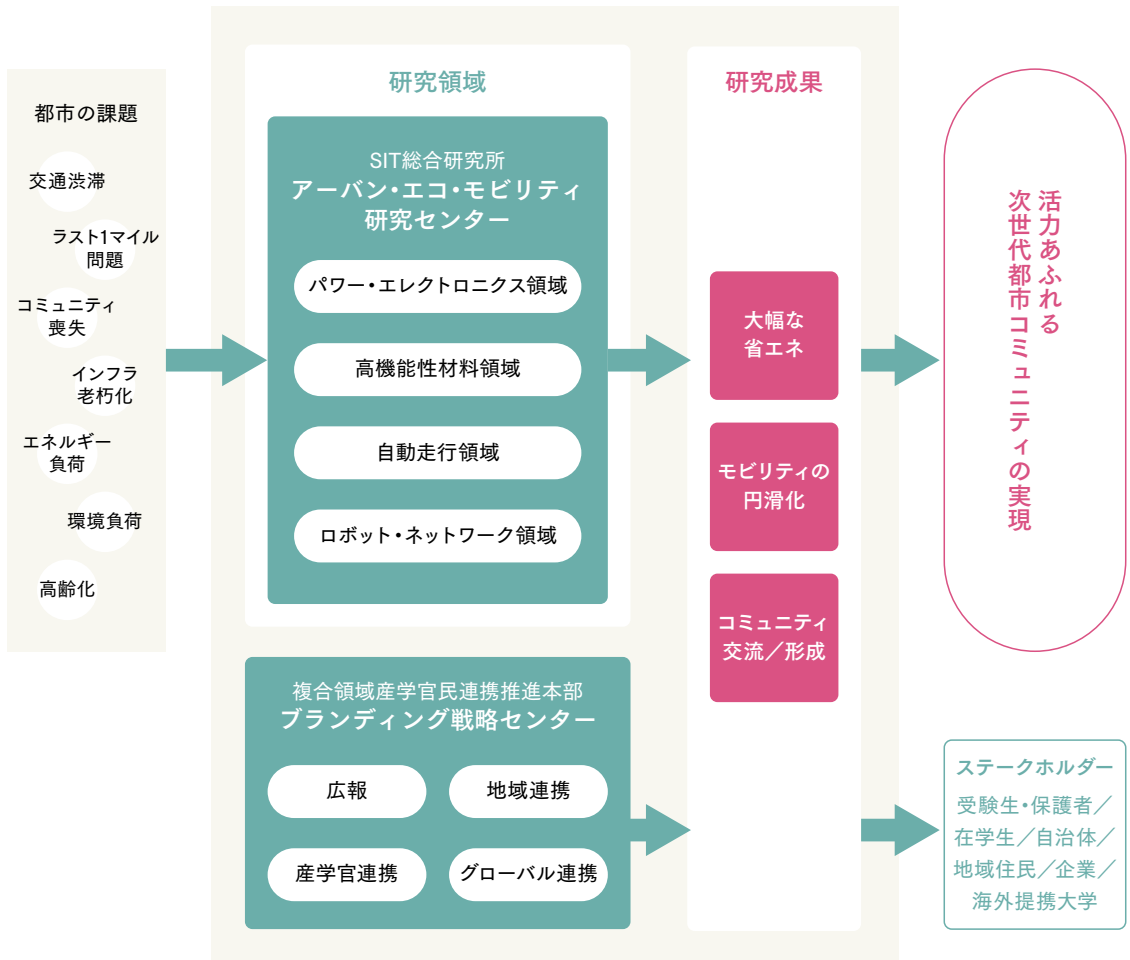 都市の課題
交通渋滞
ラスト1マイル
問題
コミュニティ
喪失
インフラ
老朽化
エネルギー
負荷
環境負荷
高齢化
研究領域
SIT総合研究所
アーバン・エコ・モビリティ
研究センター
パワー・エレクトロニクス領域
高機能性材料領域
自動走行領域
ロボット・ネットワーク領域
複合領域産学官民連携推進本部
ブランディング戦略センター
広報
地域連携
産学官連携
グローバル連携
研究成果
大幅な
省エネ
モビリティの
円滑化
コミュニティ
交流／形成
活力あふれる
次世代都市コミュニティの実現
ステークホルダー
受験生・保護者／
在学生／自治体／
地域住民／企業／
海外提携大学